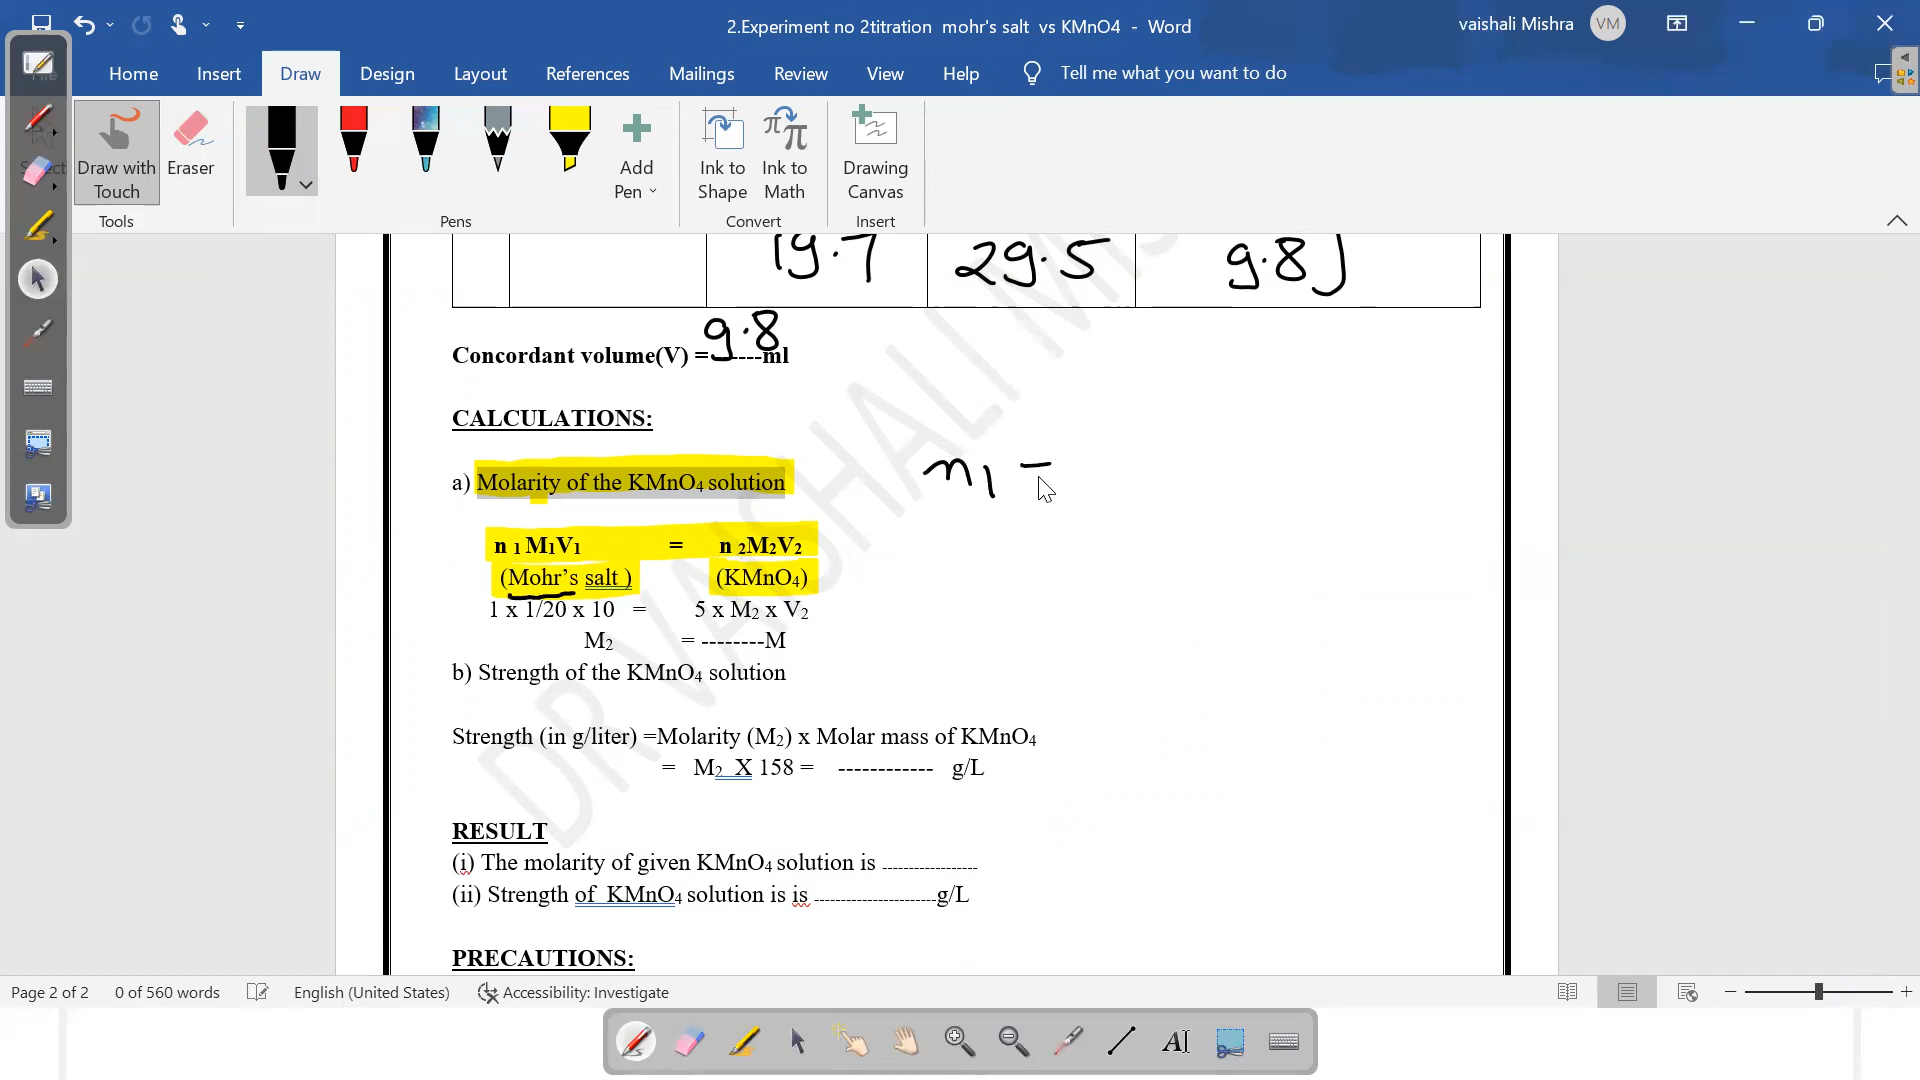 2.Experiment no 2titration mohr's salt vs KMnO4 - Word
vaishali Mishra VM
File Home Insert Draw Design Layout References Mailings Review View Help Tell me what you want to do
Select
Draw with Touch
Eraser
Add Pen
Ink to Shape
Ink to Math
Drawing Canvas
Tools
Pens
Convert
Insert
19.7 29.5 9.8
9.8
Concordant volume(V) = ----ml
CALCULATIONS:
a) Molarity of the KMnO4 solution
n1 =
n 1 M1V1 = n 2M2V2
(Mohr's salt ) (KMnO4)
1 x 1/20 x 10 = 5 x M2 x V2
M2 = --------M
b) Strength of the KMnO4 solution
Strength (in g/liter) =Molarity (M2) x Molar mass of KMnO4
= M2 X 158 = ------------ g/L
RESULT
(i) The molarity of given KMnO4 solution is ------------------
(ii) Strength of KMnO4 solution is is -----------------------g/L
PRECAUTIONS:
DR VAISHALI MIS
Page 2 of 2 0 of 560 words English (United States) Accessibility: Investigate